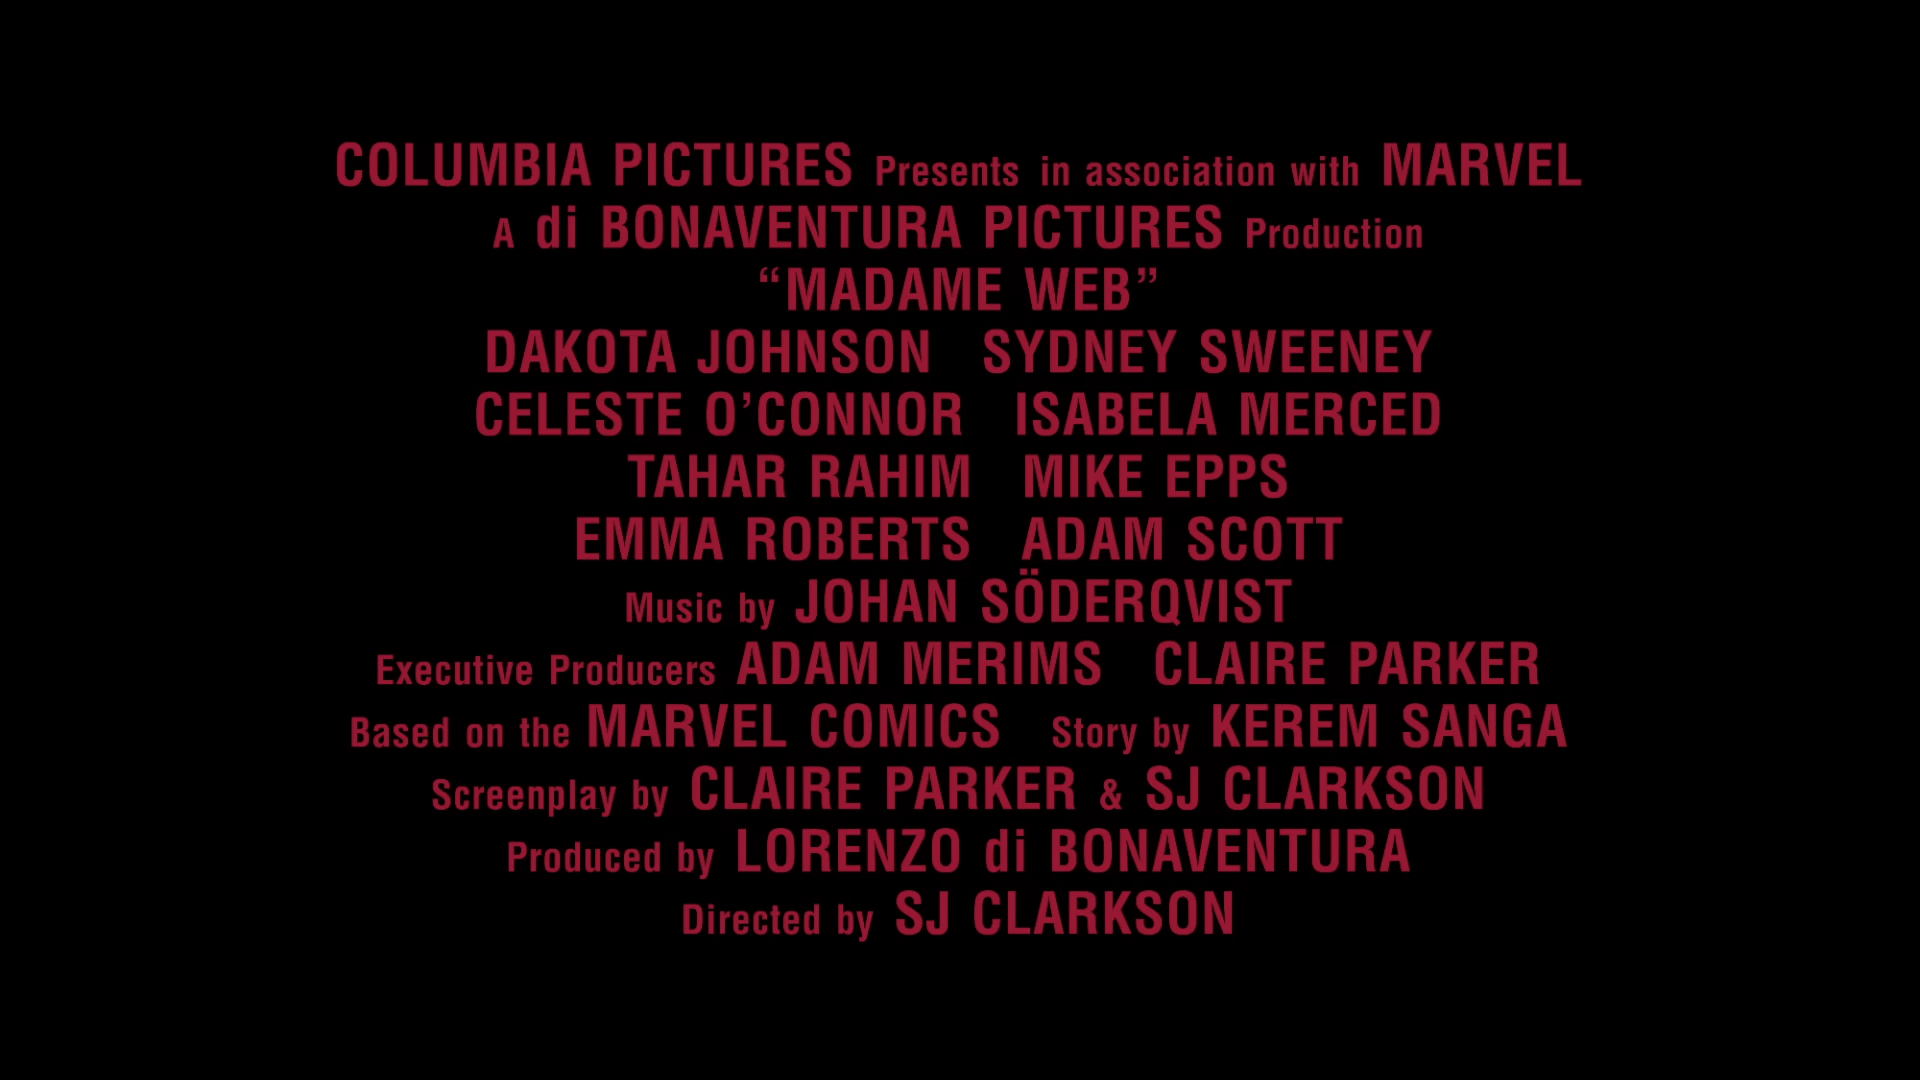 COLUMBIA PICTURES Presents in association with MARVEL
A di BONAVENTURA PICTURES Production
“MADAME WEB”
DAKOTA JOHNSON SYDNEY SWEENEY
CELESTE O’CONNOR ISABELA MERCED
TAHAR RAHIM MIKE EPPS
EMMA ROBERTS ADAM SCOTT
Music by JOHAN SÖDERQVIST
Executive Producers ADAM MERIMS CLAIRE PARKER
Based on the MARVEL COMICS Story by KEREM SANGA
Screenplay by CLAIRE PARKER & SJ CLARKSON
Produced by LORENZO di BONAVENTURA
Directed by SJ CLARKSON